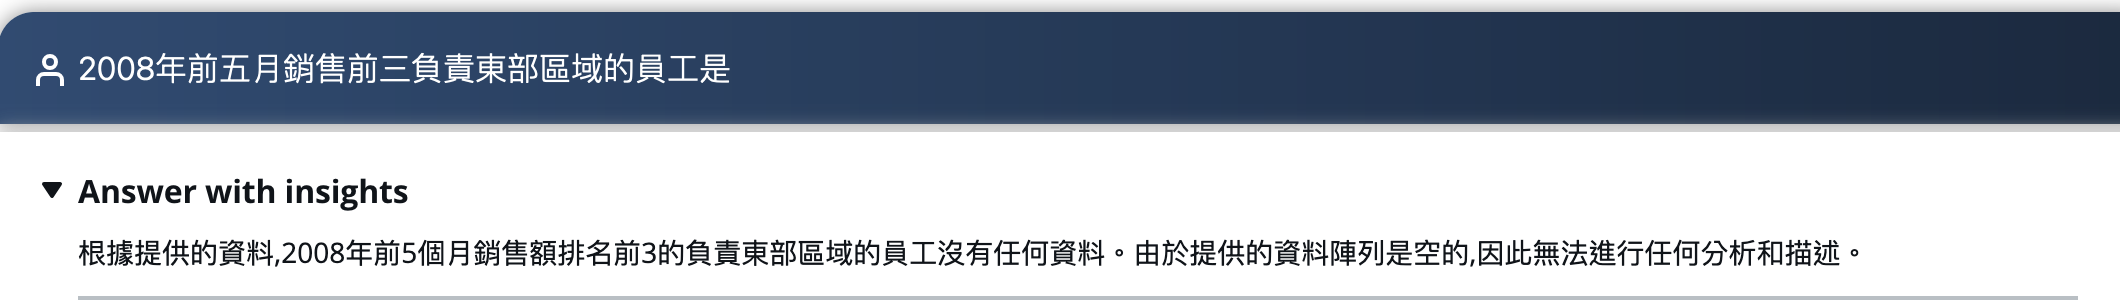 2008年前五月銷售前三負責東部區域的員工是
Answer with insights
根據提供的資料,2008年前5個月銷售額排名前3的負責東部區域的員工沒有任何資料。由於提供的資料陣列是空的,因此無法進行任何分析和描述。